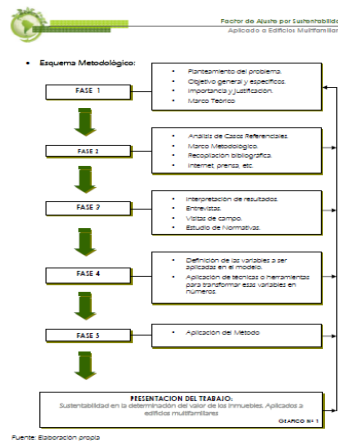 Factor de Ajuste por Sustentabilid
Aplicado a Edificios Multifamiliar
• Esquema Metodológico:
FASE 1
• Planteamiento del problema.
• Objetivo general y específicos.
• Importancia y justificación.
• Marco Teórico
FASE 2
• Análisis de Casos Referenciales.
• Marco Metodológico.
• Recopilación bibliográfica.
• Internet, prensa, etc.
FASE 2
• Interpretación de resultados
• Entrevistas.
• Visitas de campo.
• Estudio de Normativas.
FASE 4
• Definición de las variables a ser
aplicadas en el modelo.
• Aplicación de técnicas o herramientas
para transformar esas variables en
números.
FASE 5
• Aplicación del Método
PRESENTACION DEL TRABAJO:
Sustentabilidad en la determinación del valor de los inmuebles. Aplicados a
edificios multifamiliares
GRAFICO Nº 1
Fuente: Elaboración propia